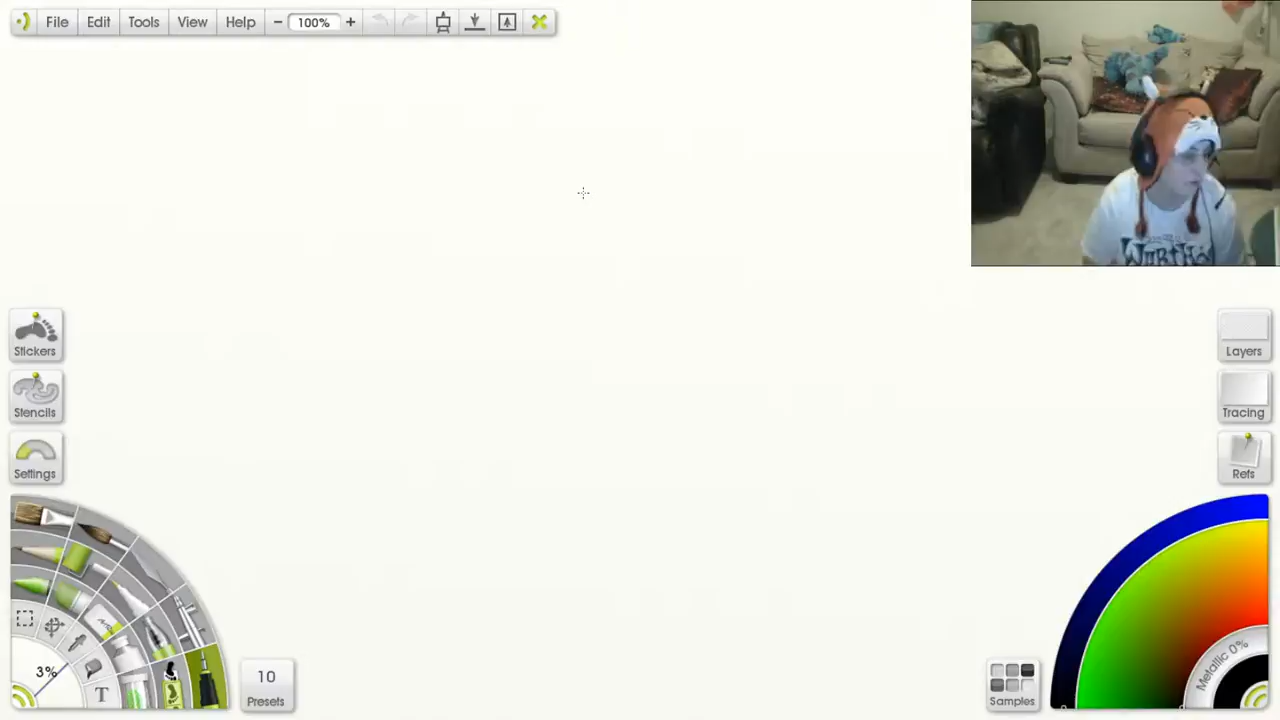 File Edit Tools View Help − 100% +
Stickers
Stencils
Settings
Layers
Tracing
Refs
3%
T
10
Presets
Samples
Metallic 0%